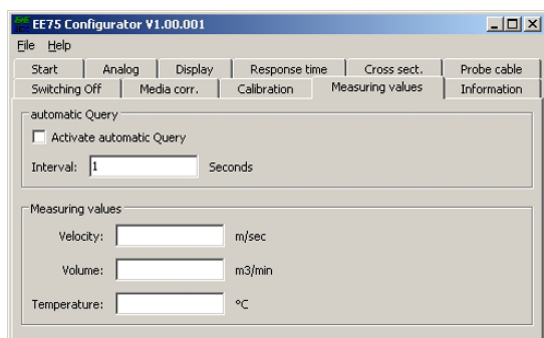 EE75 Configurator V1.00.001
File Help
Start Analog Display Response time Cross sect. Probe cable
Switching Off Media corr. Calibration Measuring values Information
automatic Query
Activate automatic Query
Interval: 1 Seconds
Measuring values
Velocity: m/sec
Volume: m3/min
Temperature: °C